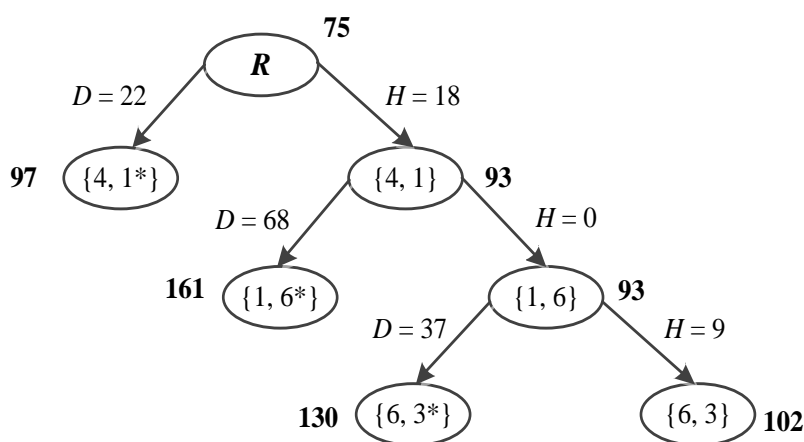 75
R
D = 22
H = 18
97
{4, 1*}
{4, 1}
93
D = 68
H = 0
161
{1, 6*}
{1, 6}
93
D = 37
H = 9
130
{6, 3*}
{6, 3}
102